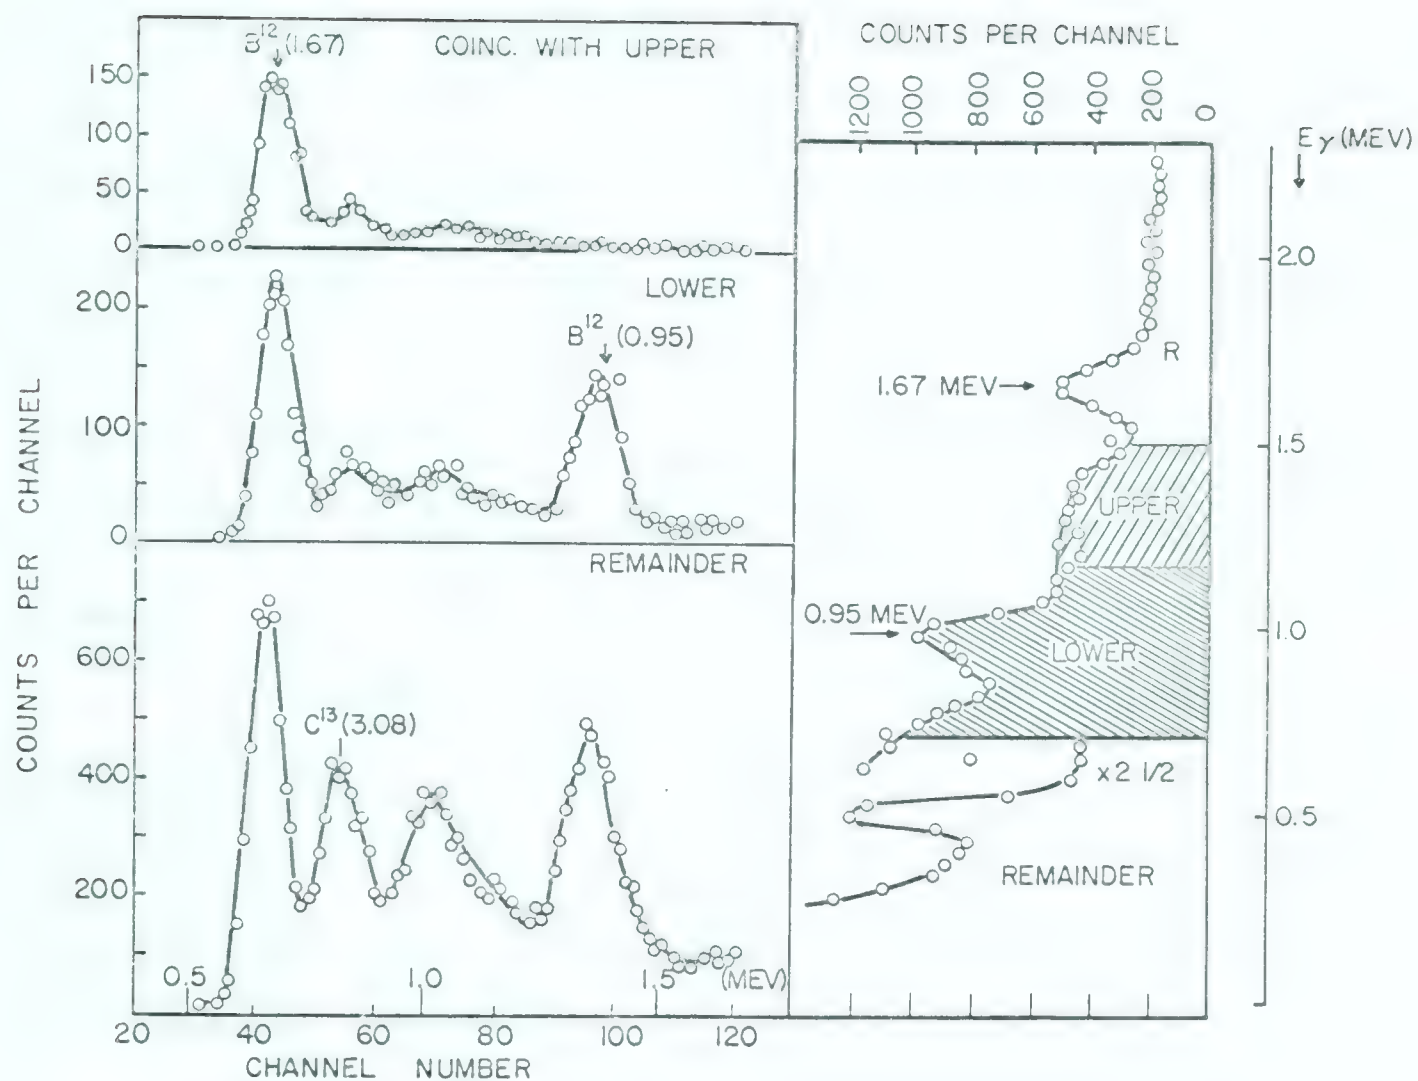 B¹²(1.67)
COINC. WITH UPPER
150
100
50
0
LOWER
B¹² (0.95)
200
100
0
REMAINDER
C¹³(3.08)
600
400
200
0.5
1.0
1.5
(MEV)
20
40
60
80
100
120
CHANNEL NUMBER
COUNTS PER CHANNEL
COUNTS PER CHANNEL
1200
1000
800
600
400
200
0
Eγ(MEV)
2.0
1.5
1.0
0.5
R
1.67 MEV
UPPER
0.95 MEV
LOWER
x2 1/2
REMAINDER